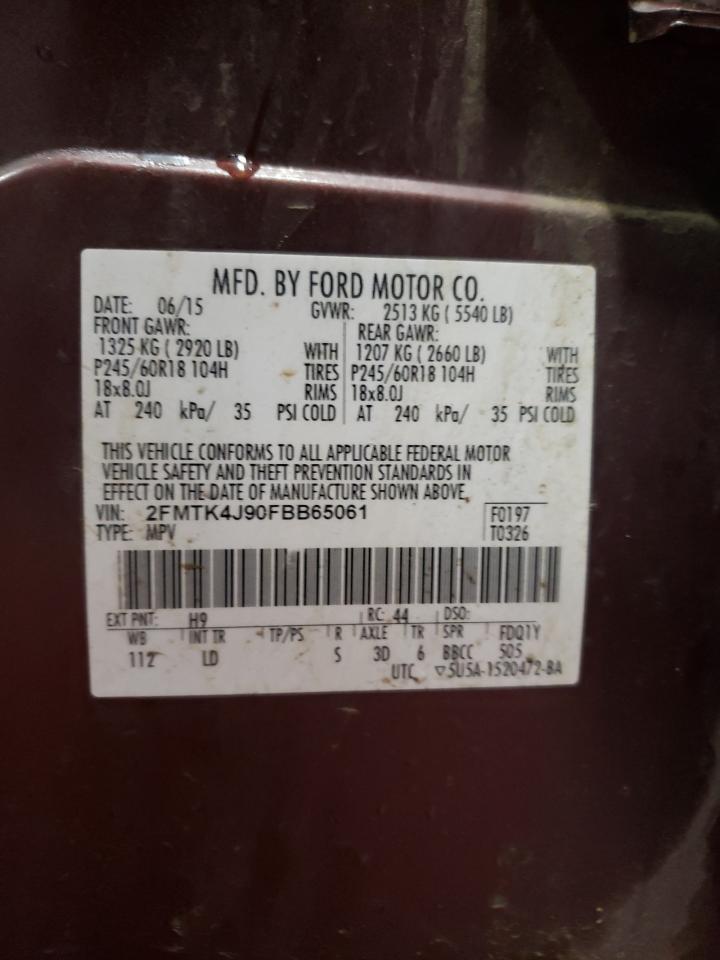 MFD. BY FORD MOTOR CO.
DATE: 06/15 GVWR: 2513 KG ( 5540 LB)
FRONT GAWR: REAR GAWR:
1325 KG ( 2920 LB) WITH 1207 KG ( 2660 LB) WITH
P245/60R18 104H TIRES P245/60R18 104H TIRES
18x8.0J RIMS 18x8.0J RIMS
AT 240 kPa/ 35 PSI COLD AT 240 kPa/ 35 PSI COLD
THIS VEHICLE CONFORMS TO ALL APPLICABLE FEDERAL MOTOR
VEHICLE SAFETY AND THEFT PREVENTION STANDARDS IN
EFFECT ON THE DATE OF MANUFACTURE SHOWN ABOVE.
VIN: 2FMTK4J90FBB65061 F0197
TYPE: MPV T0326
EXT PNT: H9 RC: 44 DSO:
WB INT TR TP/PS R AXLE TR SPR FDQ1Y
112 LD S 3D 6 BBCC 505
UTC ▽5U5A-1520472-BA